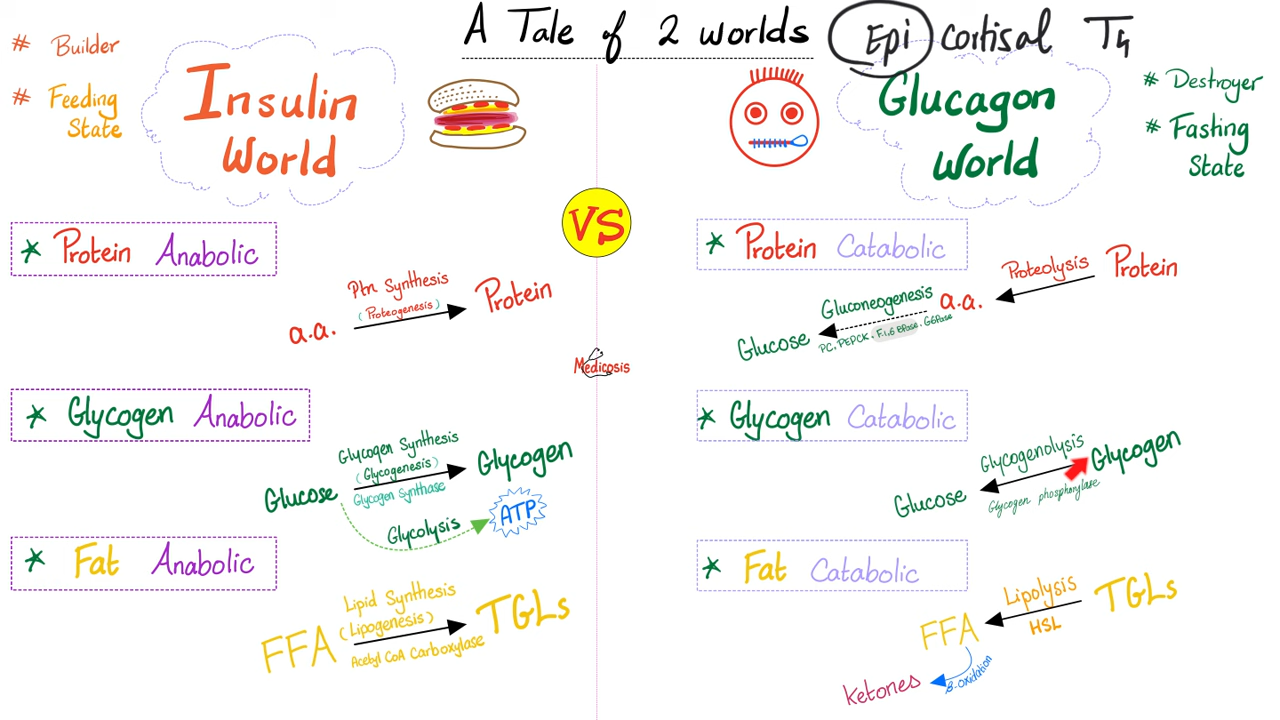 A Tale of 2 worlds
Epi Cortisol T4
# Builder
# Feeding
State
Insulin
World
Glucagon
World
# Destroyer
# Fasting
State
VS
Medicosis
* Protein Anabolic
a.a.
Ptn Synthesis
(Proteogenesis)
Protein
* Glycogen Anabolic
Glucose
Glycogen Synthesis
(Glycogenesis)
Glycogen Synthase
Glycogen
Glycolysis
ATP
* Fat Anabolic
FFA
Lipid Synthesis
(Lipogenesis)
Acetyl CoA Carboxylase
TGLs
* Protein Catabolic
Protein
Proteolysis
a.a.
Gluconeogenesis
PC. PEPCK. F.1,6 BPase. G6Pase
Glucose
* Glycogen Catabolic
Glycogen
Glycogenolysis
Glycogen phosphorylase
Glucose
* Fat Catabolic
TGLs
Lipolysis
HSL
FFA
B-oxidation
Ketones